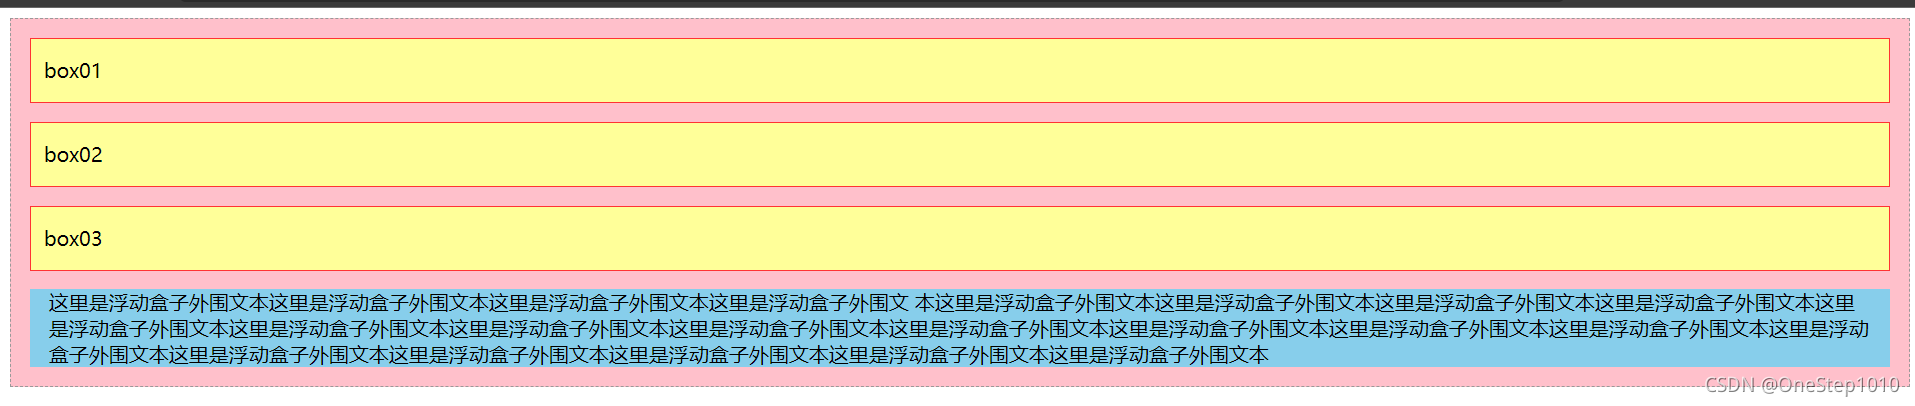 box01
box02
box03
这里是浮动盒子外围文本这里是浮动盒子外围文本这里是浮动盒子外围文本这里是浮动盒子外围文 本这里是浮动盒子外围文本这里是浮动盒子外围文本这里是浮动盒子外围文本这里是浮动盒子外围文本这里
是浮动盒子外围文本这里是浮动盒子外围文本这里是浮动盒子外围文本这里是浮动盒子外围文本这里是浮动盒子外围文本这里是浮动盒子外围文本这里是浮动盒子外围文本这里是浮动盒子外围文本这里是浮动
盒子外围文本这里是浮动盒子外围文本这里是浮动盒子外围文本这里是浮动盒子外围文本这里是浮动盒子外围文本这里是浮动盒子外围文本
CSDN @OneStep1010